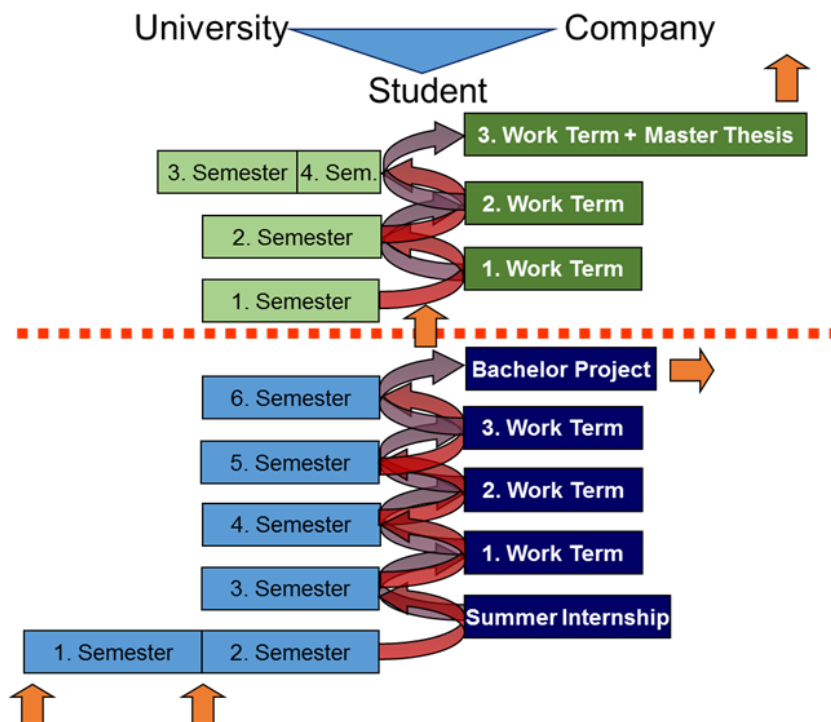 University
Company
Student
3. Work Term + Master Thesis
3. Semester
4. Sem.
2. Work Term
2. Semester
1. Work Term
1. Semester
Bachelor Project
6. Semester
3. Work Term
5. Semester
2. Work Term
4. Semester
1. Work Term
3. Semester
Summer Internship
1. Semester
2. Semester